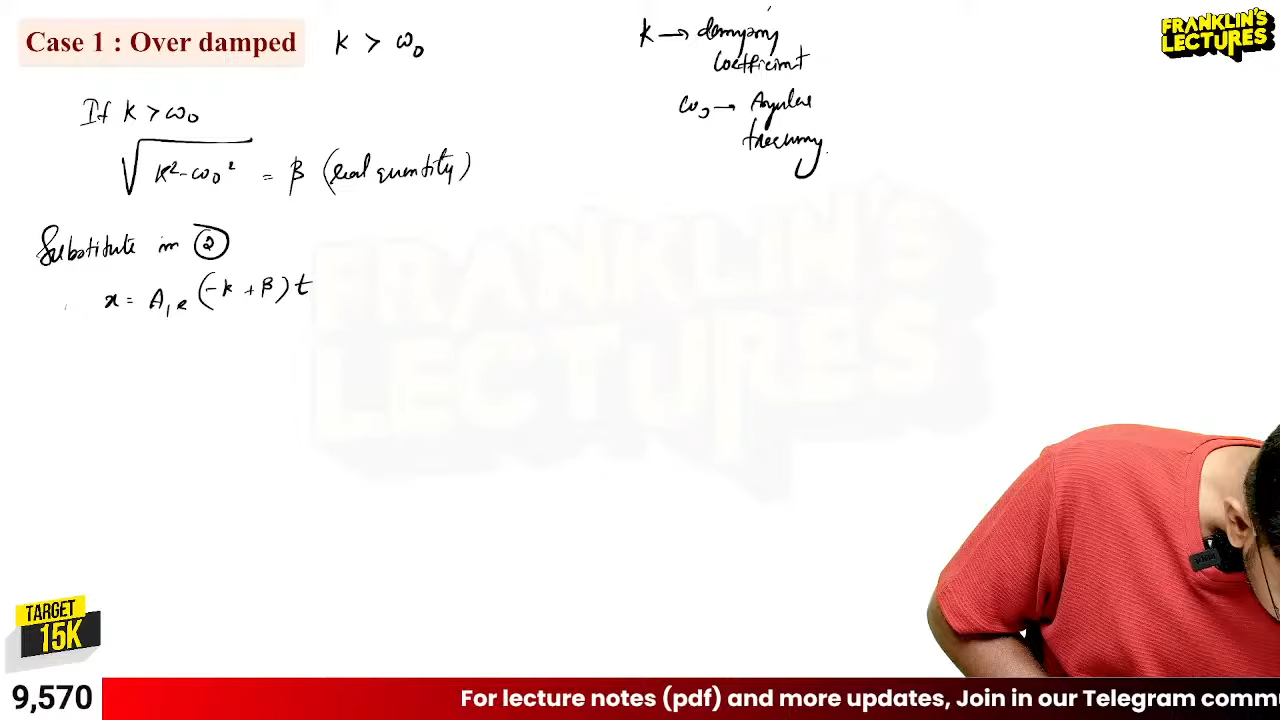 Case 1 : Over damped K > ω₀
K → damping
coefficient
ω₀ → Angular
frequency
If K > ω₀
√(K² - ω₀²) = β (real quantity)
Substitute in ②
x = A₁e^(-k + β)t
FRANKLIN'S
LECTURES
FRANKLIN'S
LECTURES
TARGET
15K
9,570
For lecture notes (pdf) and more updates, Join in our Telegram comm